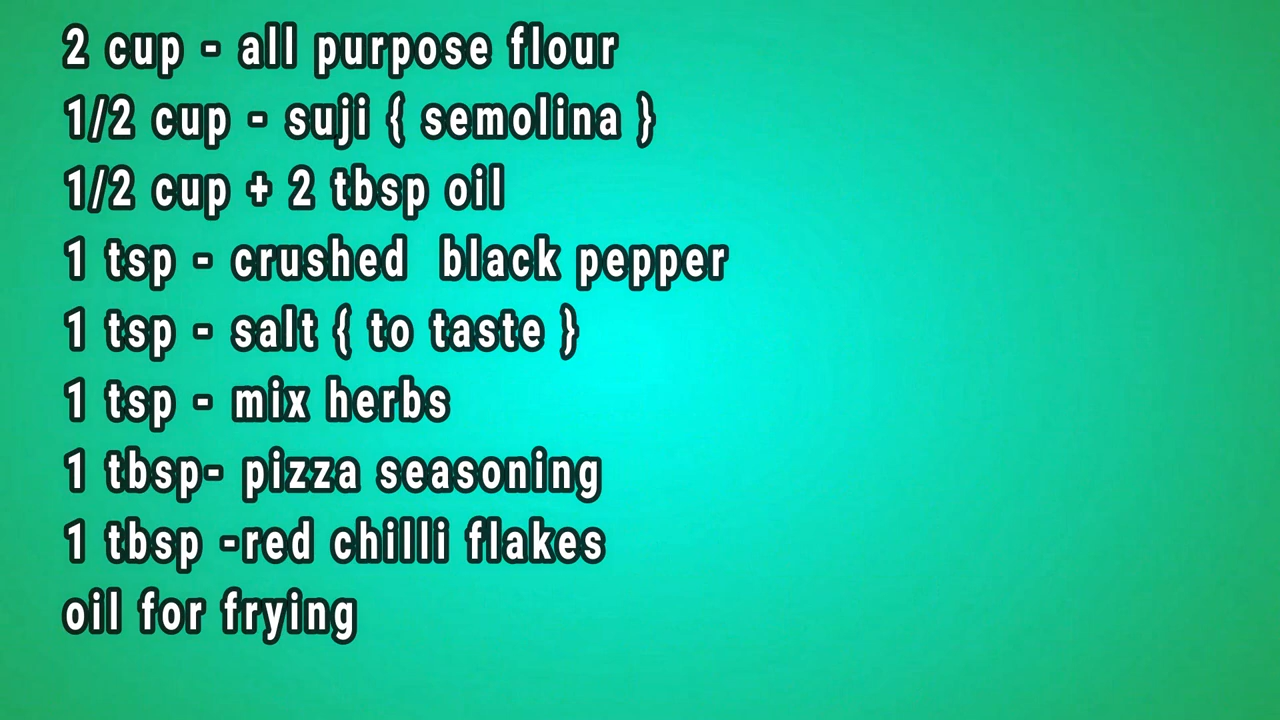 2 cup - all purpose flour
1/2 cup - suji { semolina }
1/2 cup + 2 tbsp oil
1 tsp - crushed  black pepper
1 tsp - salt { to taste }
1 tsp - mix herbs
1 tbsp- pizza seasoning
1 tbsp -red chilli flakes
oil for frying